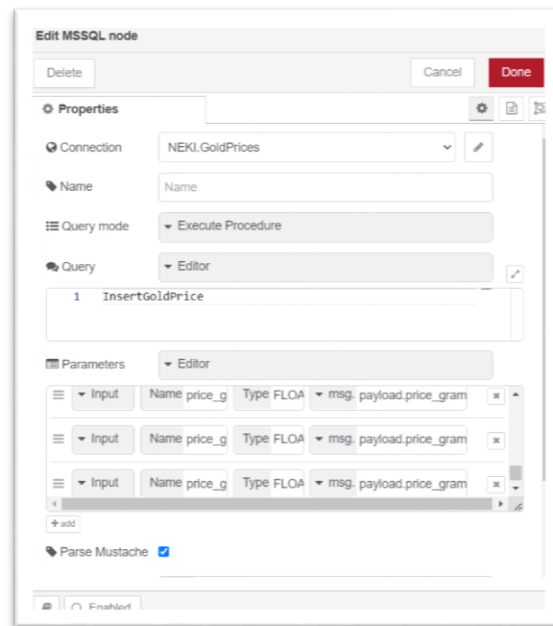 Edit MSSQL node
Delete Cancel Done
Properties
Connection NEKI.GoldPrices
Name Name
Query mode Execute Procedure
Query Editor
1 InsertGoldPrice
Parameters Editor
Input Name price_g Type FLOA msg. payload.price_gram
Input Name price_g Type FLOA msg. payload.price_gram
Input Name price_g Type FLOA msg. payload.price_gram
+ add
Parse Mustache
Enabled